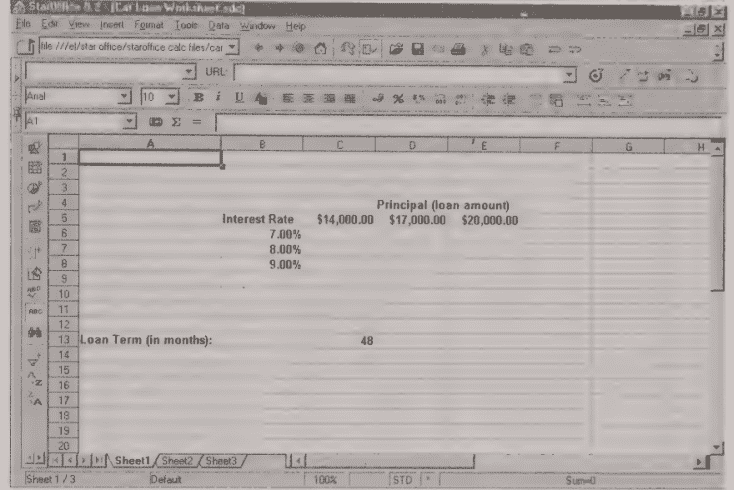 StarOffice 5.2 - [Car Loan Worksheet.sdc]
File Edit View Insert Format Tools Data Window Help
file:///e|/star office/staroffice calc files/car
URL:
Arial 10 B i U
A1 Σ =
A B C D E F G H
1
2
3
4 Principal (loan amount)
5 Interest Rate $14,000.00 $17,000.00 $20,000.00
6 7.00%
7 8.00%
8 9.00%
9
10
11
12
13 Loan Term (in months): 48
14
15
16
17
18
19
20
Sheet1 Sheet2 Sheet3
Sheet 1 / 3 Default 100% STD * Sum=0